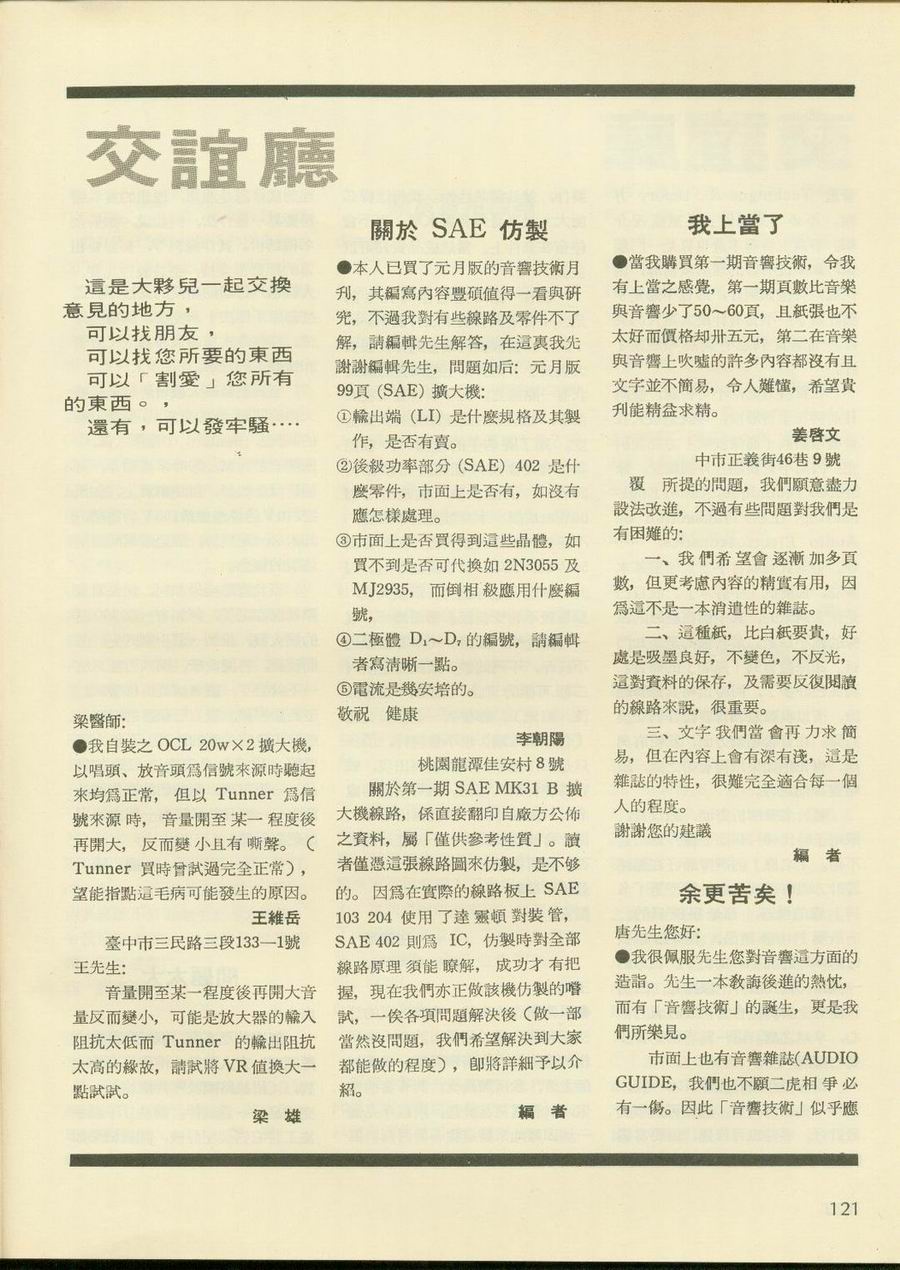 交誼廳
這是大夥兒一起交換
意見的地方，
可以找朋友，
可以找您所要的東西
可以「割愛」您所有
的東西。，
還有，可以發牢騷‥‥
梁醫師:
●我自裝之 OCL 20w×2 擴大機，
以唱頭、放音頭爲信號來源時聽起
來均爲正常， 但以 Tunner 爲信
號來源 時， 音量開至 某一 程度後
再開大， 反而變 小且有 嘶聲。（
Tunner 買時曾試過完全正常），
望能指點這毛病可能發生的原因。
王維岳
臺中市三民路三段133—1號
王先生:
音量開至某一程度後再開大音
量反而變小，可能是放大器的輸入
阻抗太低而 Tunner 的輸出阻抗
太高的緣故，請試將 VR 值換大一
點試試。
梁 雄
關於 SAE 仿製
●本人已買了元月版的音響技術月
刋，其編寫內容豐碩值得一看與硏
究，不過我對有些線路及零件不了
解，請編輯先生解答，在這裏我先
謝謝編輯先生，問題如后: 元月版
99頁 (SAE) 擴大機:
①輸出端 (LI) 是什麽規格及其製
作，是否有賣。
②後級功率部分 (SAE) 402 是什
麽零件，市面上是否有，如沒有
應怎樣處理。
③市面上是否買得到這些晶體，如
買不到是否可代換如 2N3055 及
MJ2935， 而倒相 級應用什麽編
號，
④二極體 D₁～D₇ 的編號，請編輯
者寫清晰一點。
⑤電流是幾安培的。
敬祝 健康
李朝陽
桃園龍潭佳安村 8 號
關於第一期 SAE MK31 B 擴
大機線路，係直接翻印自廠方公佈
之資料，屬「僅供參考性質」。讀
者僅憑這張線路圖來仿製，是不够
的。 因爲在實際的線路板上 SAE
103 204 使用 了達 靈頓 對裝 管，
SAE 402 則爲 IC，仿製時對全部
線路原理 須能 瞭解， 成功才 有把
握，現在我們亦正做該機仿製的嚐
試，一俟各項問題解決後（做一部
當然沒問題，我們希望解決到大家
都能做的程度），卽將詳細予以介
紹。
編 者
我上當了
●當我購買第一期音響技術，令我
有上當之感覺，第一期頁數比音樂
與音響少了50～60頁，且紙張也不
太好而價格却卅五元，第二在音樂
與音響上吹噓的許多內容都沒有且
文字並不簡易，令人難懂，希望貴
刋能精益求精。
姜啓文
中市正義街46巷 9 號
覆 所提的問題，我們願意盡力
設法改進，不過有些問題對我們是
有困難的:
一、我 們希 望會 逐漸 加多頁
數，但更考慮內容的精實有用，因
爲這不是一本消遣性的雜誌。
二、這種紙，比白紙要貴，好
處是吸墨良好，不變色，不反光，
這對資料的保存，及需要反復閱讀
的線路來說，很重要。
三、文字 我們當 會再 力求 簡
易，但在內容上會有深有淺，這是
雜誌的特性，很難完全適合每一個
人的程度。
謝謝您的建議
編 者
余更苦矣！
唐先生您好:
●我很佩服先生您對音響這方面的
造詣。先生一本教誨後進的熱忱，
而有「音響技術」的誕生，更是我
們所樂見。
市面上也有音響雜誌(AUDIO
GUIDE，我們也不願二虎相 爭 必
有一傷。因此「音響技術」似乎應
121